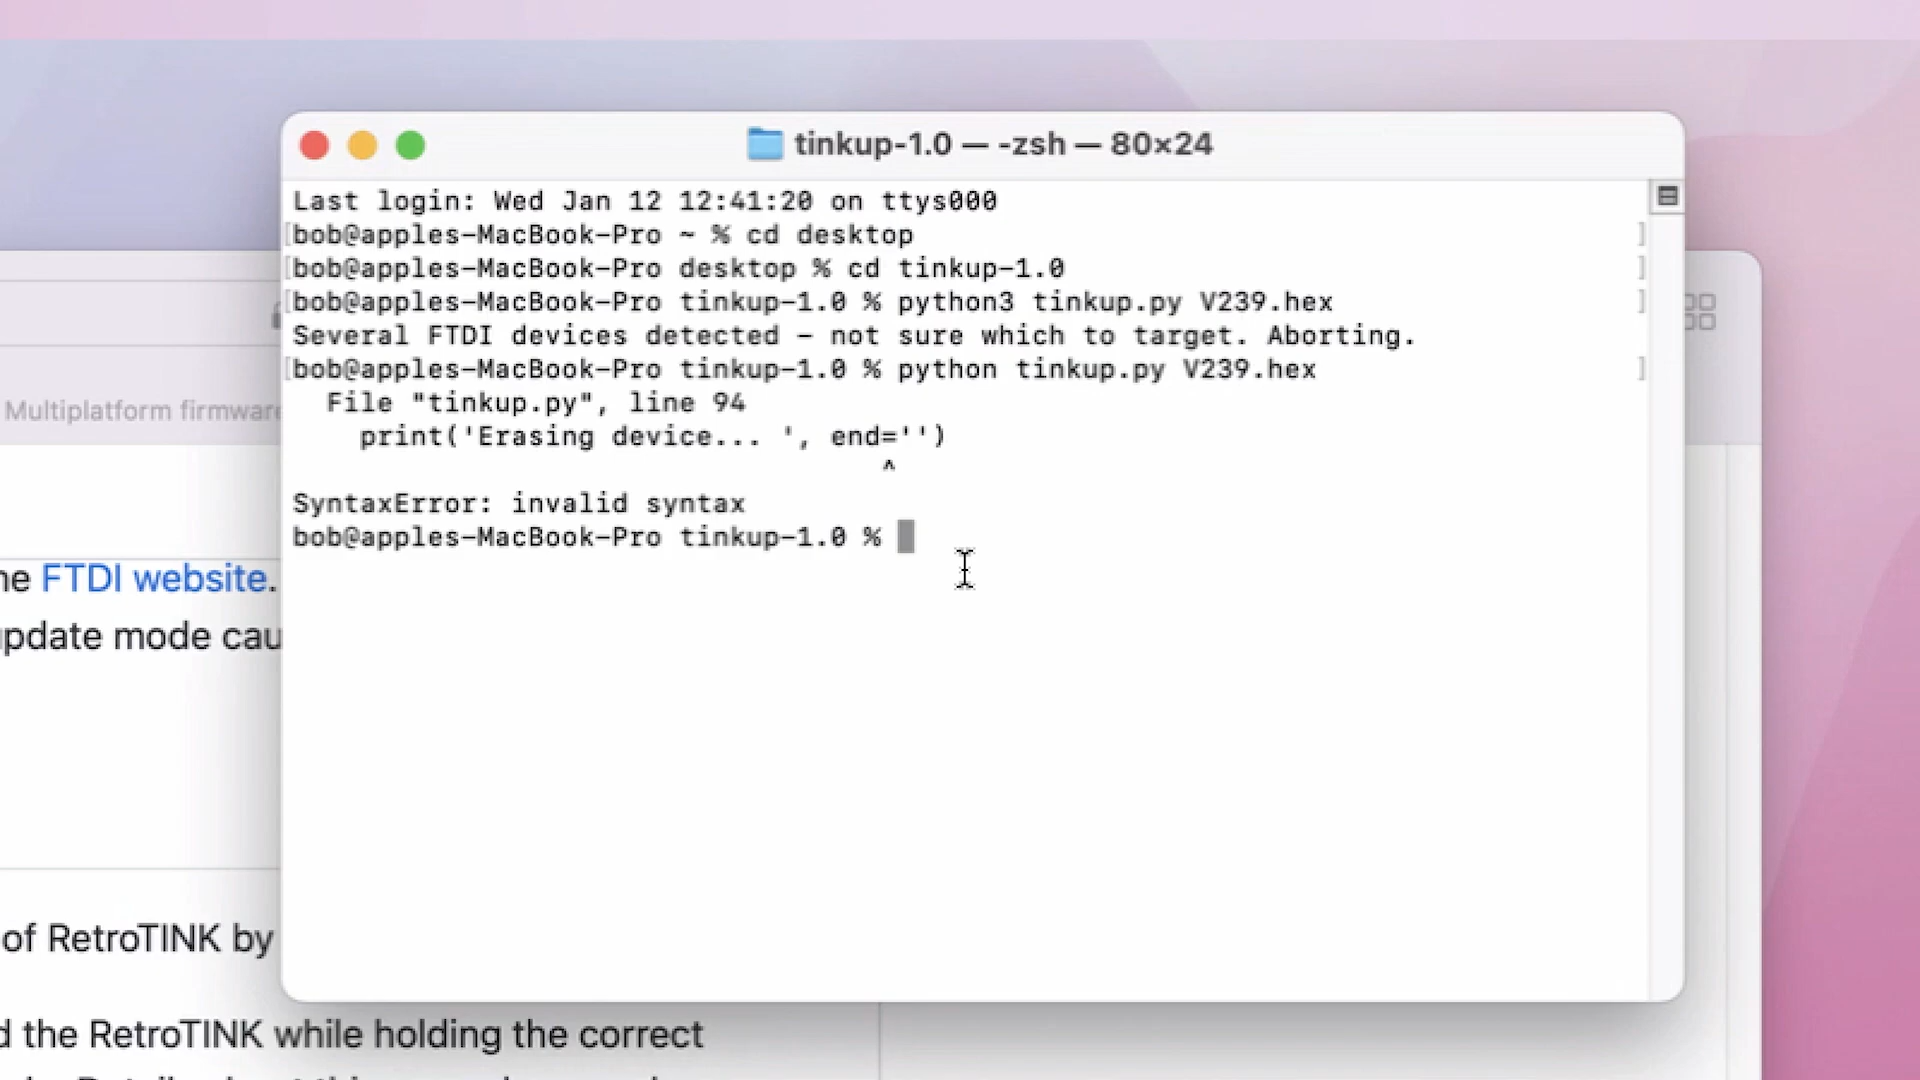 tinkup-1.0 — -zsh — 80×24
Last login: Wed Jan 12 12:41:20 on ttys000
[bob@apples-MacBook-Pro ~ % cd desktop ]
[bob@apples-MacBook-Pro desktop % cd tinkup-1.0 ]
[bob@apples-MacBook-Pro tinkup-1.0 % python3 tinkup.py V239.hex ]
Several FTDI devices detected – not sure which to target. Aborting.
[bob@apples-MacBook-Pro tinkup-1.0 % python tinkup.py V239.hex ]
File "tinkup.py", line 94
print('Erasing device... ', end='')
^
SyntaxError: invalid syntax
bob@apples-MacBook-Pro tinkup-1.0 %
Multiplatform firmware
FTDI website.
update mode
of RetroTINK by
the RetroTINK while holding the correct